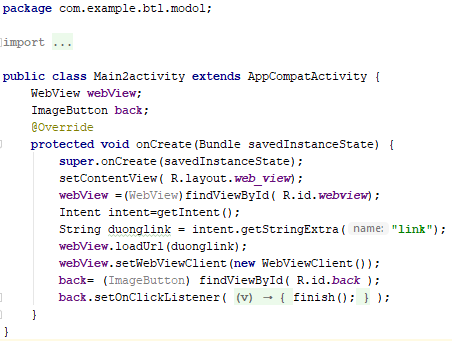 package com.example.btl.modol;
import ...
public class Main2activity extends AppCompatActivity {
WebView webView;
ImageButton back;
@Override
protected void onCreate(Bundle savedInstanceState) {
super.onCreate(savedInstanceState);
setContentView( R.layout.web_view);
webView =(WebView)findViewById( R.id.webview);
Intent intent=getIntent();
String duonglink = intent.getStringExtra( name: "link");
webView.loadUrl(duonglink);
webView.setWebViewClient(new WebViewClient());
back= (ImageButton) findViewById( R.id.back );
back.setOnClickListener( (v) → { finish(); } );
}
}